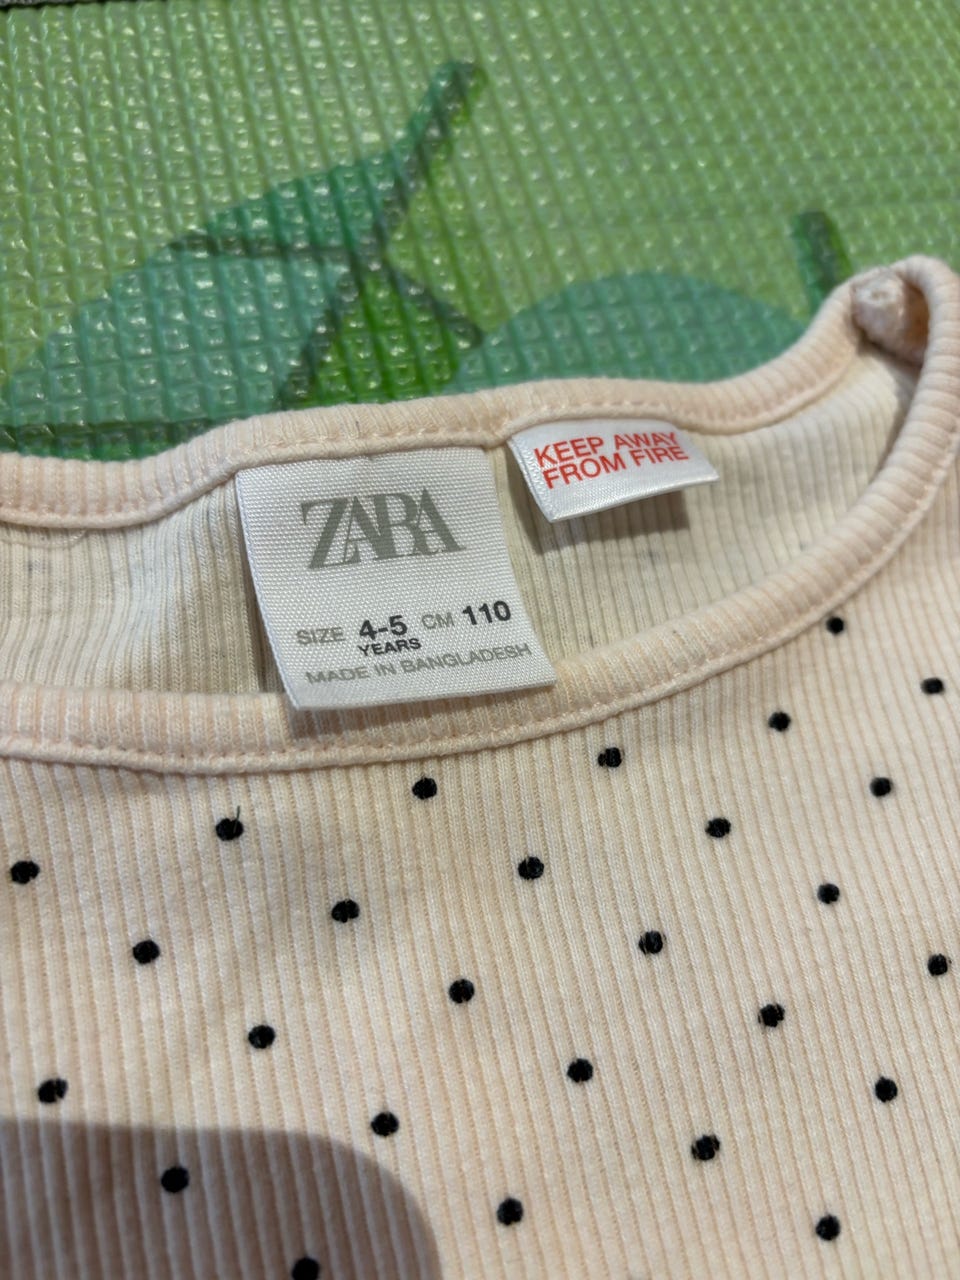 ZARA
SIZE 4-5 CM 110
YEARS
MADE IN BANGLADESH
KEEP AWAY
FROM FIRE